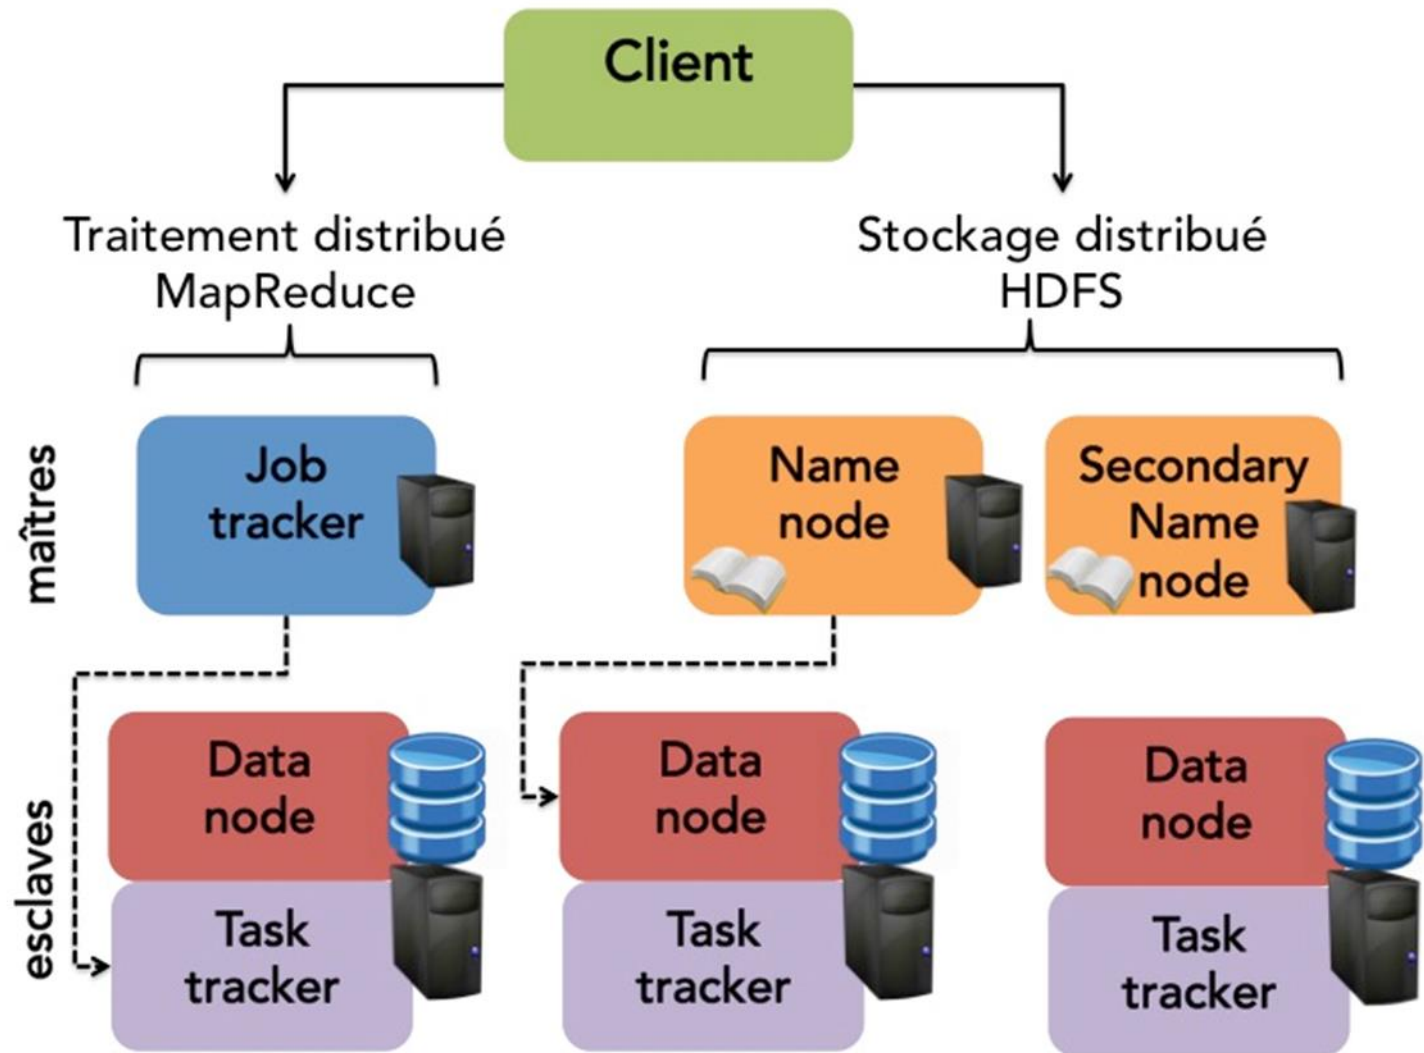 Client
Traitement distribué
MapReduce
Stockage distribué
HDFS
maîtres
Job
tracker
Name
node
Secondary
Name
node
esclaves
Data
node
Task
tracker
Data
node
Task
tracker
Data
node
Task
tracker